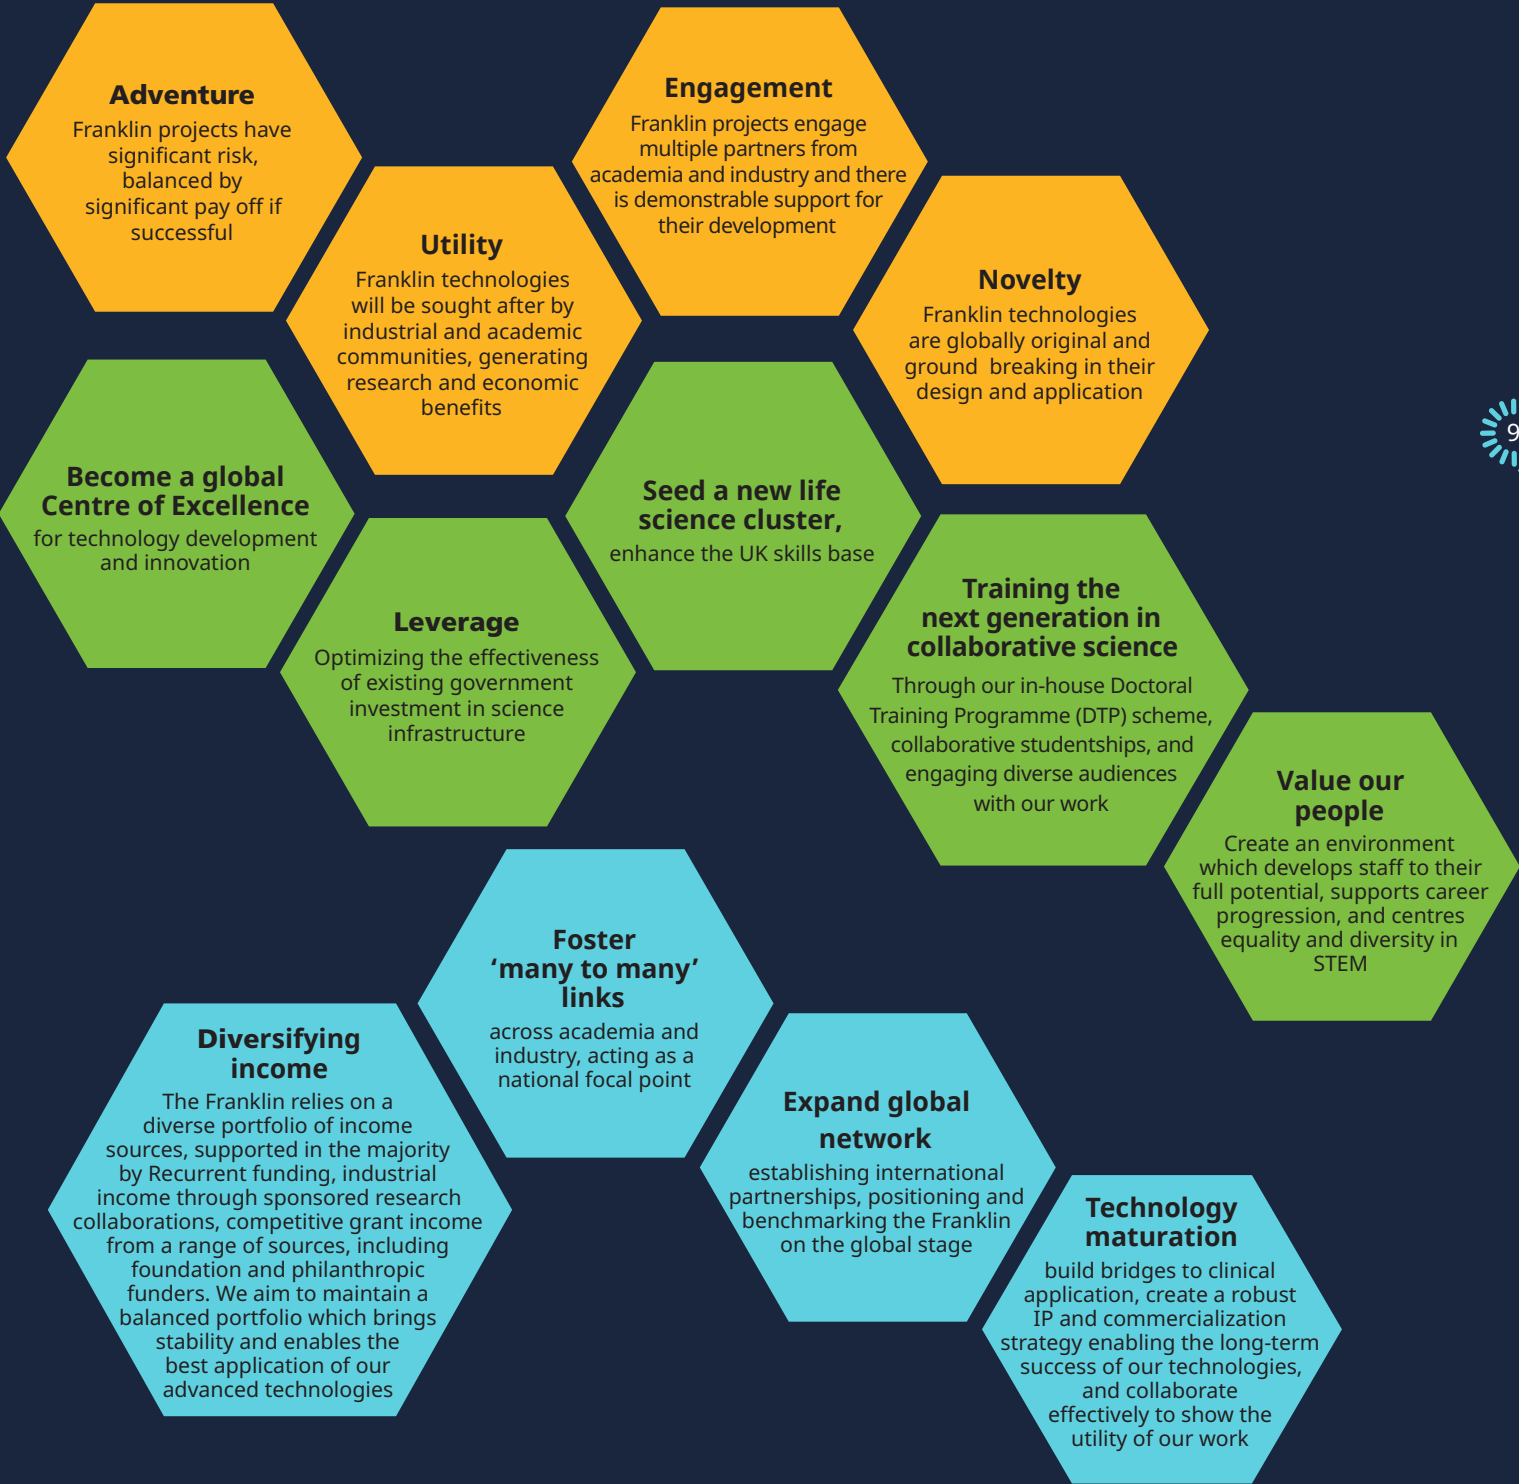 Adventure
Franklin projects have
significant risk,
balanced by
significant pay off if
successful
Engagement
Franklin projects engage
multiple partners from
academia and industry and there
is demonstrable support for
their development
Utility
Franklin technologies
will be sought after by
industrial and academic
communities, generating
research and economic
benefits
Novelty
Franklin technologies
are globally original and
ground  breaking in their
design and application
9
Become a global
Centre of Excellence
for technology development
and innovation
Seed a new life
science cluster,
enhance the UK skills base
Leverage
Optimizing the effectiveness
of existing government
investment in science
infrastructure
Training the
next generation in
collaborative science
Through our in-house Doctoral
Training Programme (DTP) scheme,
collaborative studentships, and
engaging diverse audiences
with our work
Value our
people
Create an environment
which develops staff to their
full potential, supports career
progression, and centres
equality and diversity in
STEM
Foster
‘many to many’
links
across academia and
industry, acting as a
national focal point
Diversifying
income
The Franklin relies on a
diverse portfolio of income
sources, supported in the majority
by Recurrent funding, industrial
income through sponsored research
collaborations, competitive grant income
from a range of sources, including
foundation and philanthropic
funders. We aim to maintain a
balanced portfolio which brings
stability and enables the
best application of our
advanced technologies
Expand global
network
establishing international
partnerships, positioning and
benchmarking the Franklin
on the global stage
Technology
maturation
build bridges to clinical
application, create a robust
IP and commercialization
strategy enabling the long-term
success of our technologies,
and collaborate
effectively to show the
utility of our work